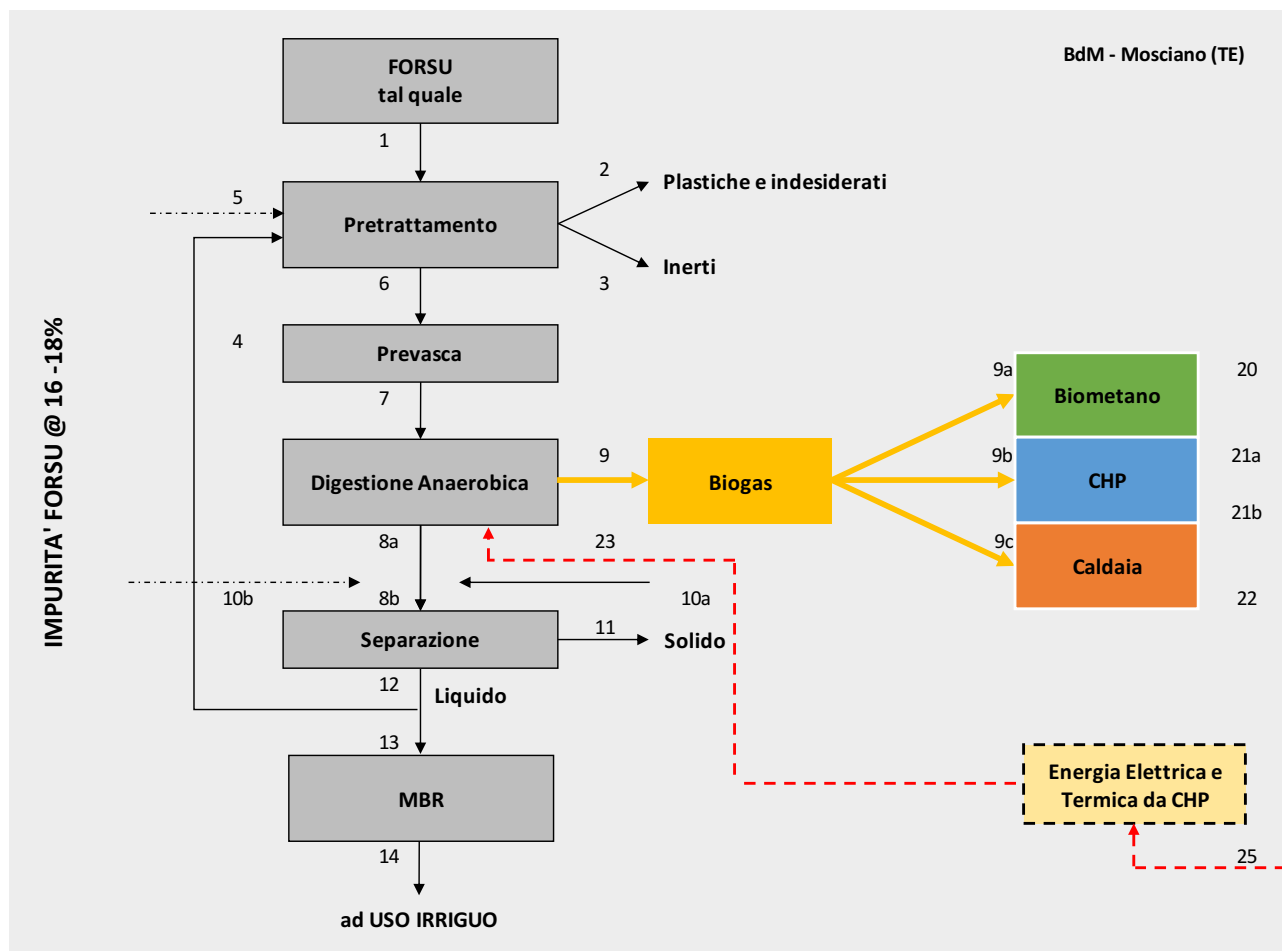 FORSU
tal quale
BdM - Mosciano (TE)
1
2
Plastiche e indesiderati
5
Pretrattamento
Inerti
6
3
IMPURITA' FORSU @ 16 -18%
4
Prevasca
7
9a
Biometano
20
Digestione Anaerobica
9
Biogas
9b
CHP
21a
21b
8a
23
9c
Caldaia
10b
8b
10a
22
Separazione
11
Solido
12
Liquido
13
MBR
Energia Elettrica e
Termica da CHP
14
25
ad USO IRRIGUO